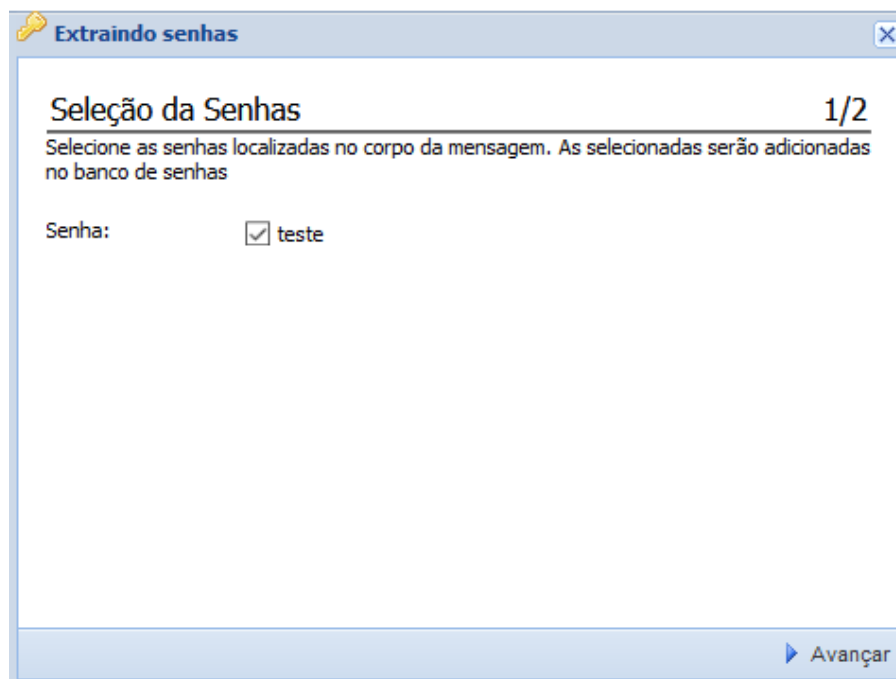 Extraindo senhas
Seleção da Senhas 1/2
Selecione as senhas localizadas no corpo da mensagem. As selecionadas serão adicionadas
no banco de senhas
Senha: teste
Avançar